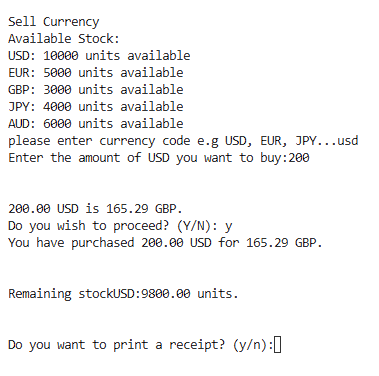 Sell Currency
Available Stock:
USD: 10000 units available
EUR: 5000 units available
GBP: 3000 units available
JPY: 4000 units available
AUD: 6000 units available
please enter currency code e.g USD, EUR, JPY...usd
Enter the amount of USD you want to buy:200
200.00 USD is 165.29 GBP.
Do you wish to proceed? (Y/N): y
You have purchased 200.00 USD for 165.29 GBP.
Remaining stockUSD:9800.00 units.
Do you want to print a receipt? (y/n):